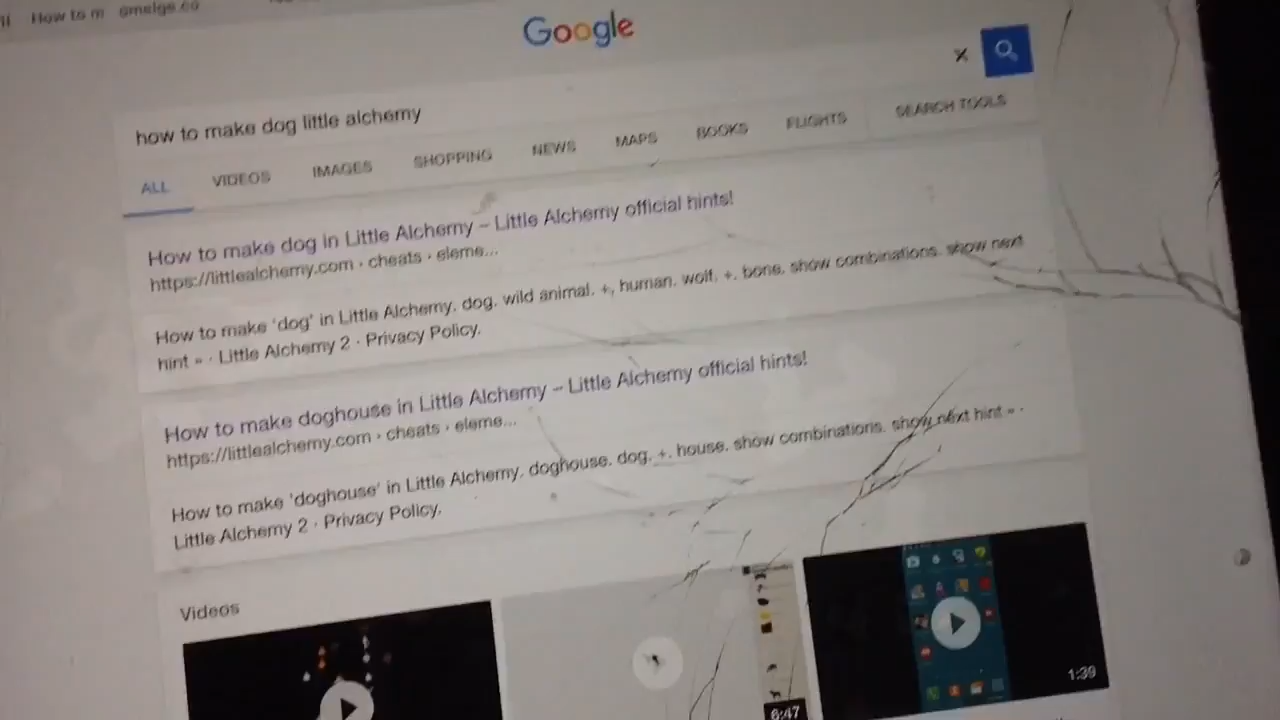 How to m
Google
how to make dog little alchemy
ALL VIDEOS IMAGES SHOPPING NEWS MAPS BOOKS FLIGHTS SEARCH TOOLS
How to make dog in Little Alchemy – Little Alchemy official hints!
https://littlealchemy.com › cheats › eleme...
How to make 'dog' in Little Alchemy. dog. wild animal. +, human. wolf. +. bone. show combinations. show next
hint » · Little Alchemy 2 · Privacy Policy.
How to make doghouse in Little Alchemy – Little Alchemy official hints!
https://littlealchemy.com › cheats › eleme...
How to make 'doghouse' in Little Alchemy. doghouse. dog. +. house. show combinations. show next hint » ·
Little Alchemy 2 · Privacy Policy.
Videos
6:47
1:39